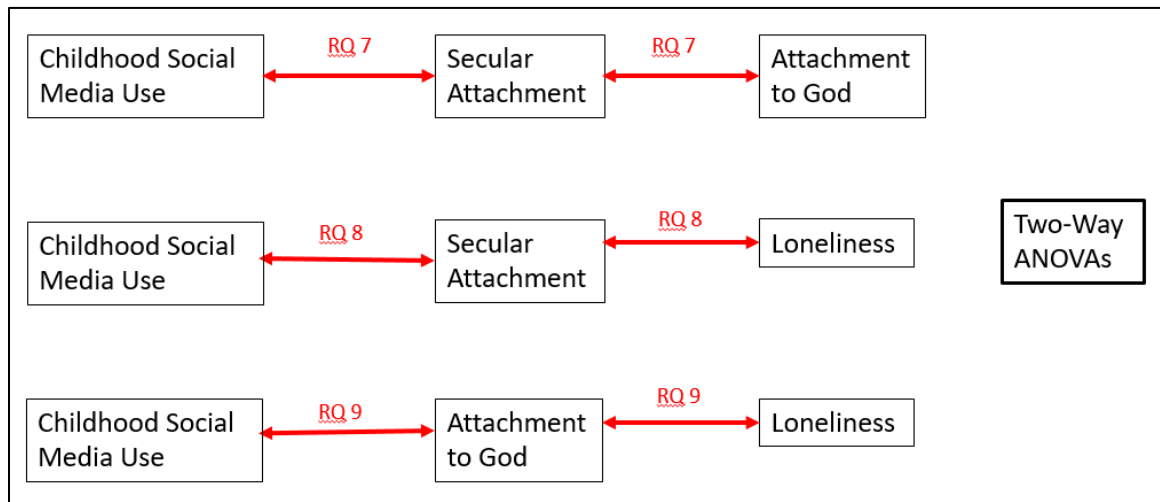 RQ 7
RQ 7
Childhood Social
Media Use
Secular
Attachment
Attachment
to God
RQ 8
RQ 8
Childhood Social
Media Use
Secular
Attachment
Loneliness
Two-Way
ANOVAs
RQ 9
RQ 9
Childhood Social
Media Use
Attachment
to God
Loneliness